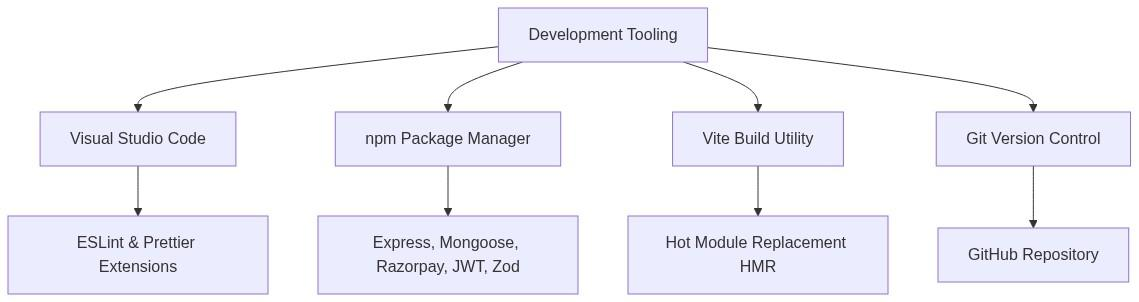 Development Tooling
Visual Studio Code
npm Package Manager
Vite Build Utility
Git Version Control
ESLint & Prettier
Extensions
Express, Mongoose,
Razorpay, JWT, Zod
Hot Module Replacement
HMR
GitHub Repository